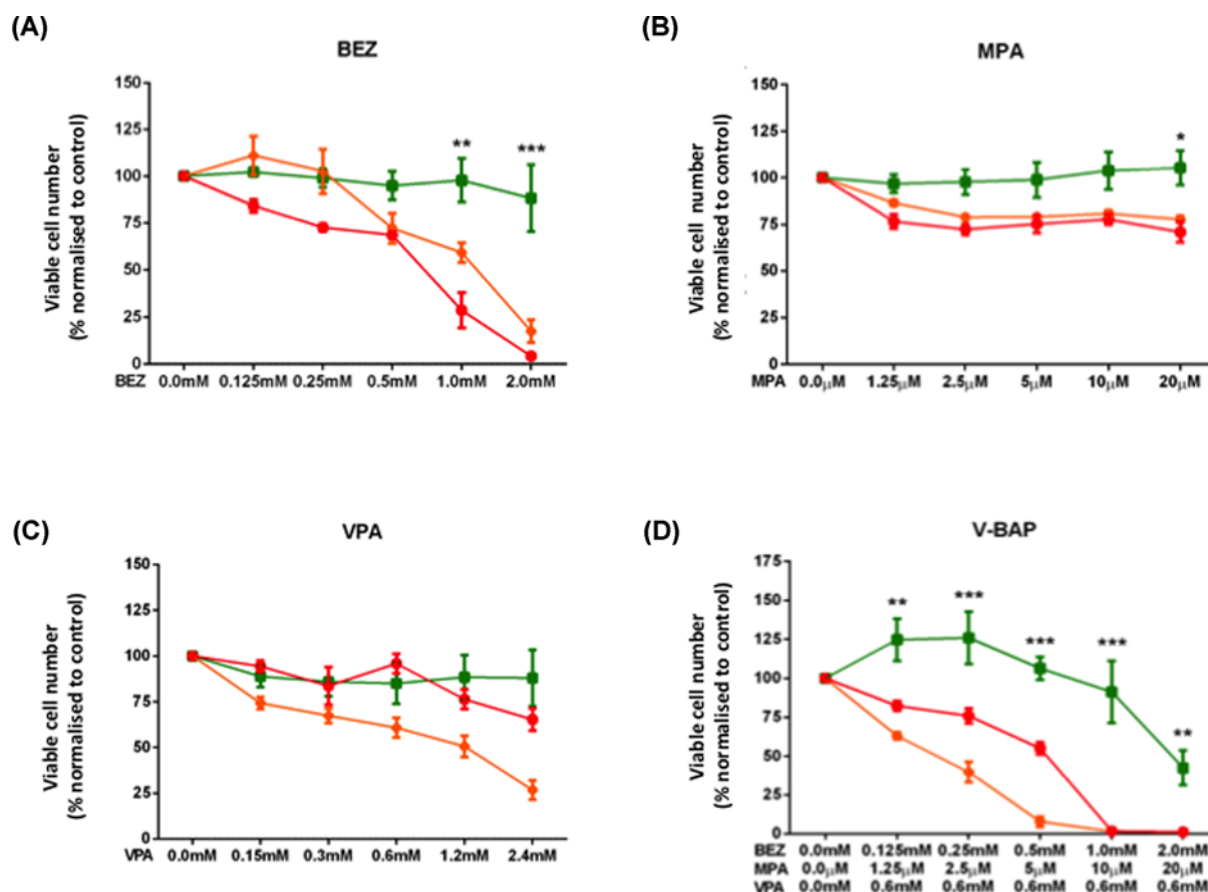 (A)
BEZ
Viable cell number
(% normalised to control)
150
125
100
75
50
25
0
** ***
BEZ 0.0mM 0.125mM 0.25mM 0.5mM 1.0mM 2.0mM
(B)
MPA
Viable cell number
(% normalised to control)
150
125
100
75
50
25
0
*
MPA 0.0μM 1.25μM 2.5μM 5μM 10μM 20μM
(C)
VPA
Viable cell number
(% normalised to control)
150
125
100
75
50
25
0
VPA 0.0mM 0.15mM 0.3mM 0.6mM 1.2mM 2.4mM
(D)
V-BAP
Viable cell number
(% normalised to control)
175
150
125
100
75
50
25
0
** *** *** *** **
BEZ 0.0mM 0.125mM 0.25mM 0.5mM 1.0mM 2.0mM
MPA 0.0μM 1.25μM 2.5μM 5μM 10μM 20μM
VPA 0.0mM 0.6mM 0.6mM 0.6mM 0.6mM 0.6mM